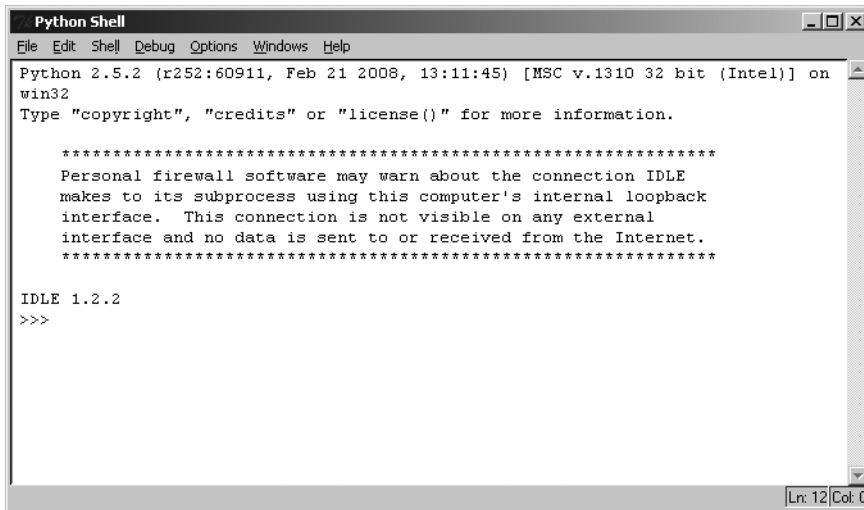 Python Shell
File Edit Shell Debug Options Windows Help
Python 2.5.2 (r252:60911, Feb 21 2008, 13:11:45) [MSC v.1310 32 bit (Intel)] on
win32
Type "copyright", "credits" or "license()" for more information.
****************************************************************
Personal firewall software may warn about the connection IDLE
makes to its subprocess using this computer's internal loopback
interface.  This connection is not visible on any external
interface and no data is sent to or received from the Internet.
****************************************************************
IDLE 1.2.2
>>>
Ln: 12 Col: 0